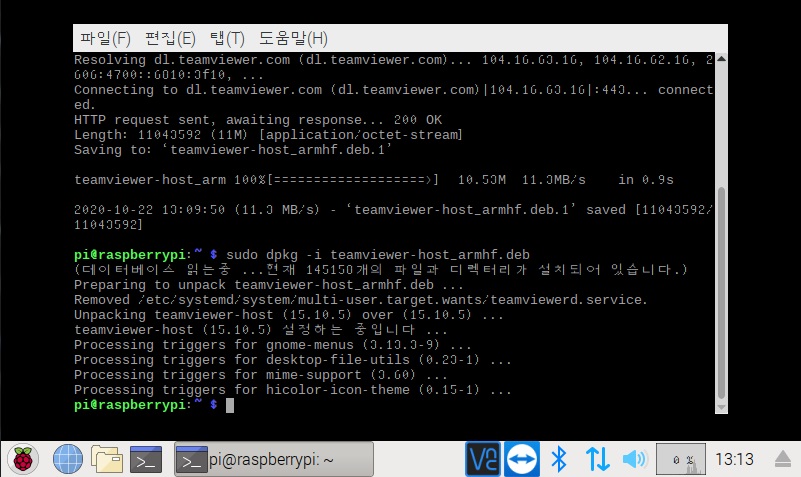 파일(F) 편집(E) 탭(T) 도움말(H)
Resolving dl.teamviewer.com (dl.teamviewer.com)... 104.16.63.16, 104.16.62.16, 2
606:4700::6810:3f10, ...
Connecting to dl.teamviewer.com (dl.teamviewer.com)|104.16.63.16|:443... connect
ed.
HTTP request sent, awaiting response... 200 OK
Length: 11043592 (11M) [application/octet-stream]
Saving to: ‘teamviewer-host_armhf.deb.1’
teamviewer-host_arm 100%[===================>] 10.53M 11.3MB/s in 0.9s
2020-10-22 13:09:50 (11.3 MB/s) - ‘teamviewer-host_armhf.deb.1’ saved [11043592/
11043592]
pi@raspberrypi:~ $ sudo dpkg -i teamviewer-host_armhf.deb
(데이터베이스 읽는중 ...현재 145150개의 파일과 디렉터리가 설치되어 있습니다.)
Preparing to unpack teamviewer-host_armhf.deb ...
Removed /etc/systemd/system/multi-user.target.wants/teamviewerd.service.
Unpacking teamviewer-host (15.10.5) over (15.10.5) ...
teamviewer-host (15.10.5) 설정하는 중입니다 ...
Processing triggers for gnome-menus (3.13.3-9) ...
Processing triggers for desktop-file-utils (0.23-1) ...
Processing triggers for mime-support (3.60) ...
Processing triggers for hicolor-icon-theme (0.15-1) ...
pi@raspberrypi:~ $
>_ >_ pi@raspberrypi: ~ VNC 0 % 13:13